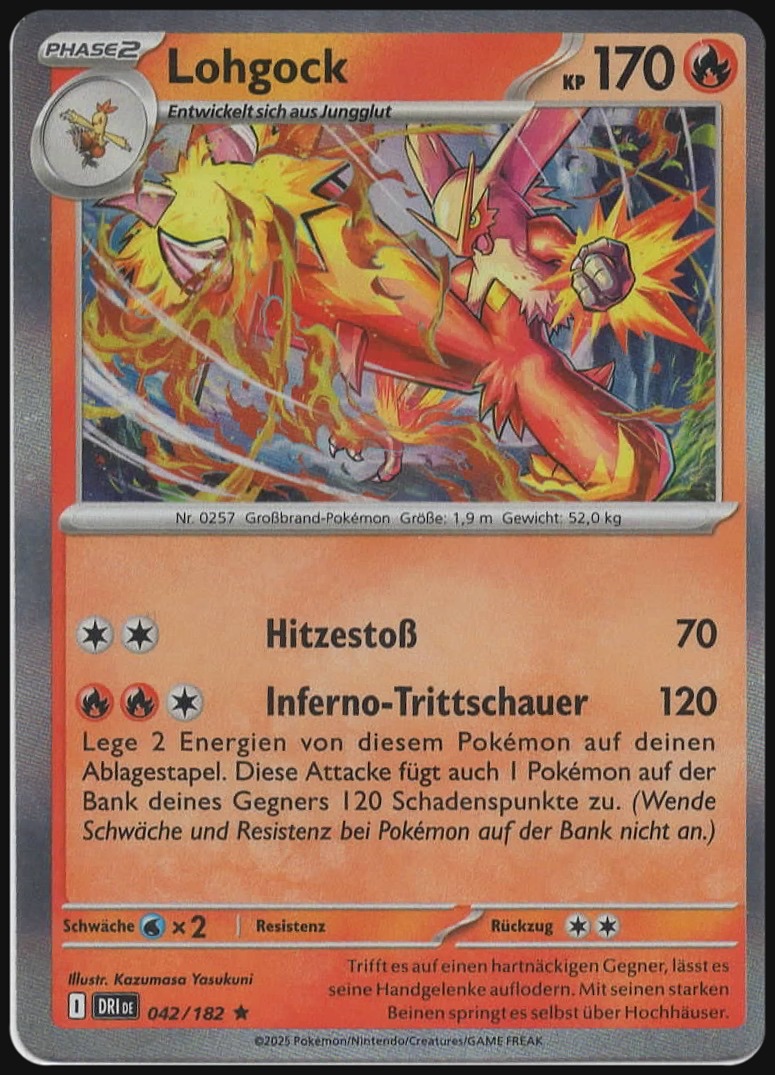 PHASE 2
Lohgock
KP 170
Entwickelt sich aus Jungglut
Nr. 0257 Großbrand-Pokémon Größe: 1,9 m Gewicht: 52,0 kg
Hitzestoß 70
Inferno-Trittschauer 120
Lege 2 Energien von diesem Pokémon auf deinen
Ablagestapel. Diese Attacke fügt auch 1 Pokémon auf der
Bank deines Gegners 120 Schadenspunkte zu. (Wende
Schwäche und Resistenz bei Pokémon auf der Bank nicht an.)
Schwäche ×2 Resistenz Rückzug
Illustr. Kazumasa Yasukuni
I DRI DE 042/182 ★
Trifft es auf einen hartnäckigen Gegner, lässt es
seine Handgelenke auflodern. Mit seinen starken
Beinen springt es selbst über Hochhäuser.
©2025 Pokémon/Nintendo/Creatures/GAME FREAK